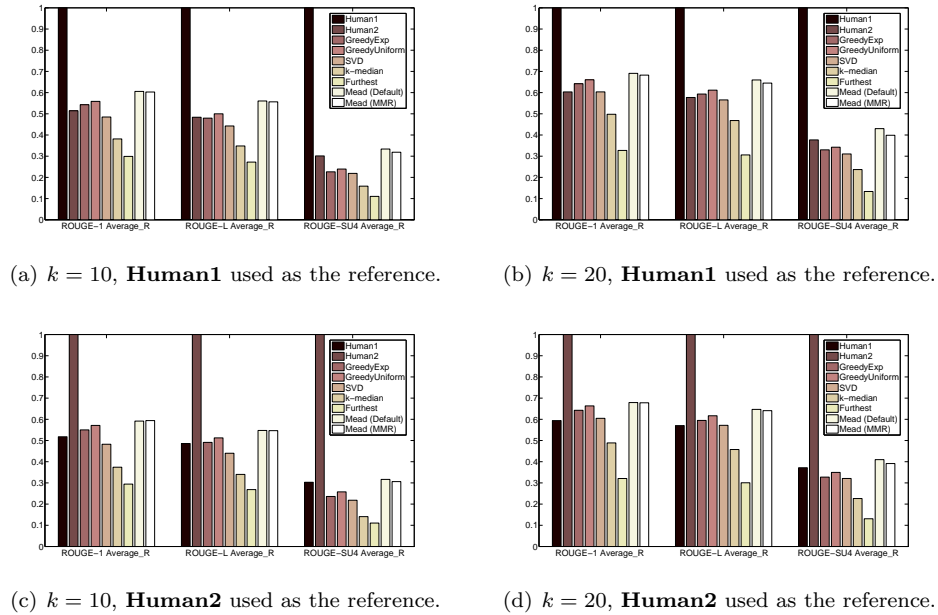 1
0.9
0.8
0.7
0.6
0.5
0.4
0.3
0.2
0.1
0
Human1
Human2
GreedyExp
GreedyUniform
SVD
k−median
Furthest
Mead (Default)
Mead (MMR)
ROUGE−1 Average_R ROUGE−L Average_R ROUGE−SU4 Average_R
(a) k = 10, Human1 used as the reference.
1
0.9
0.8
0.7
0.6
0.5
0.4
0.3
0.2
0.1
0
Human1
Human2
GreedyExp
GreedyUniform
SVD
k−median
Furthest
Mead (Default)
Mead (MMR)
ROUGE−1 Average_R ROUGE−L Average_R ROUGE−SU4 Average_R
(b) k = 20, Human1 used as the reference.
1
0.9
0.8
0.7
0.6
0.5
0.4
0.3
0.2
0.1
0
Human1
Human2
GreedyExp
GreedyUniform
SVD
k−median
Furthest
Mead (Default)
Mead (MMR)
ROUGE−1 Average_R ROUGE−L Average_R ROUGE−SU4 Average_R
(c) k = 10, Human2 used as the reference.
1
0.9
0.8
0.7
0.6
0.5
0.4
0.3
0.2
0.1
0
Human1
Human2
GreedyExp
GreedyUniform
SVD
k−median
Furthest
Mead (Default)
Mead (MMR)
ROUGE−1 Average_R ROUGE−L Average_R ROUGE−SU4 Average_R
(d) k = 20, Human2 used as the reference.